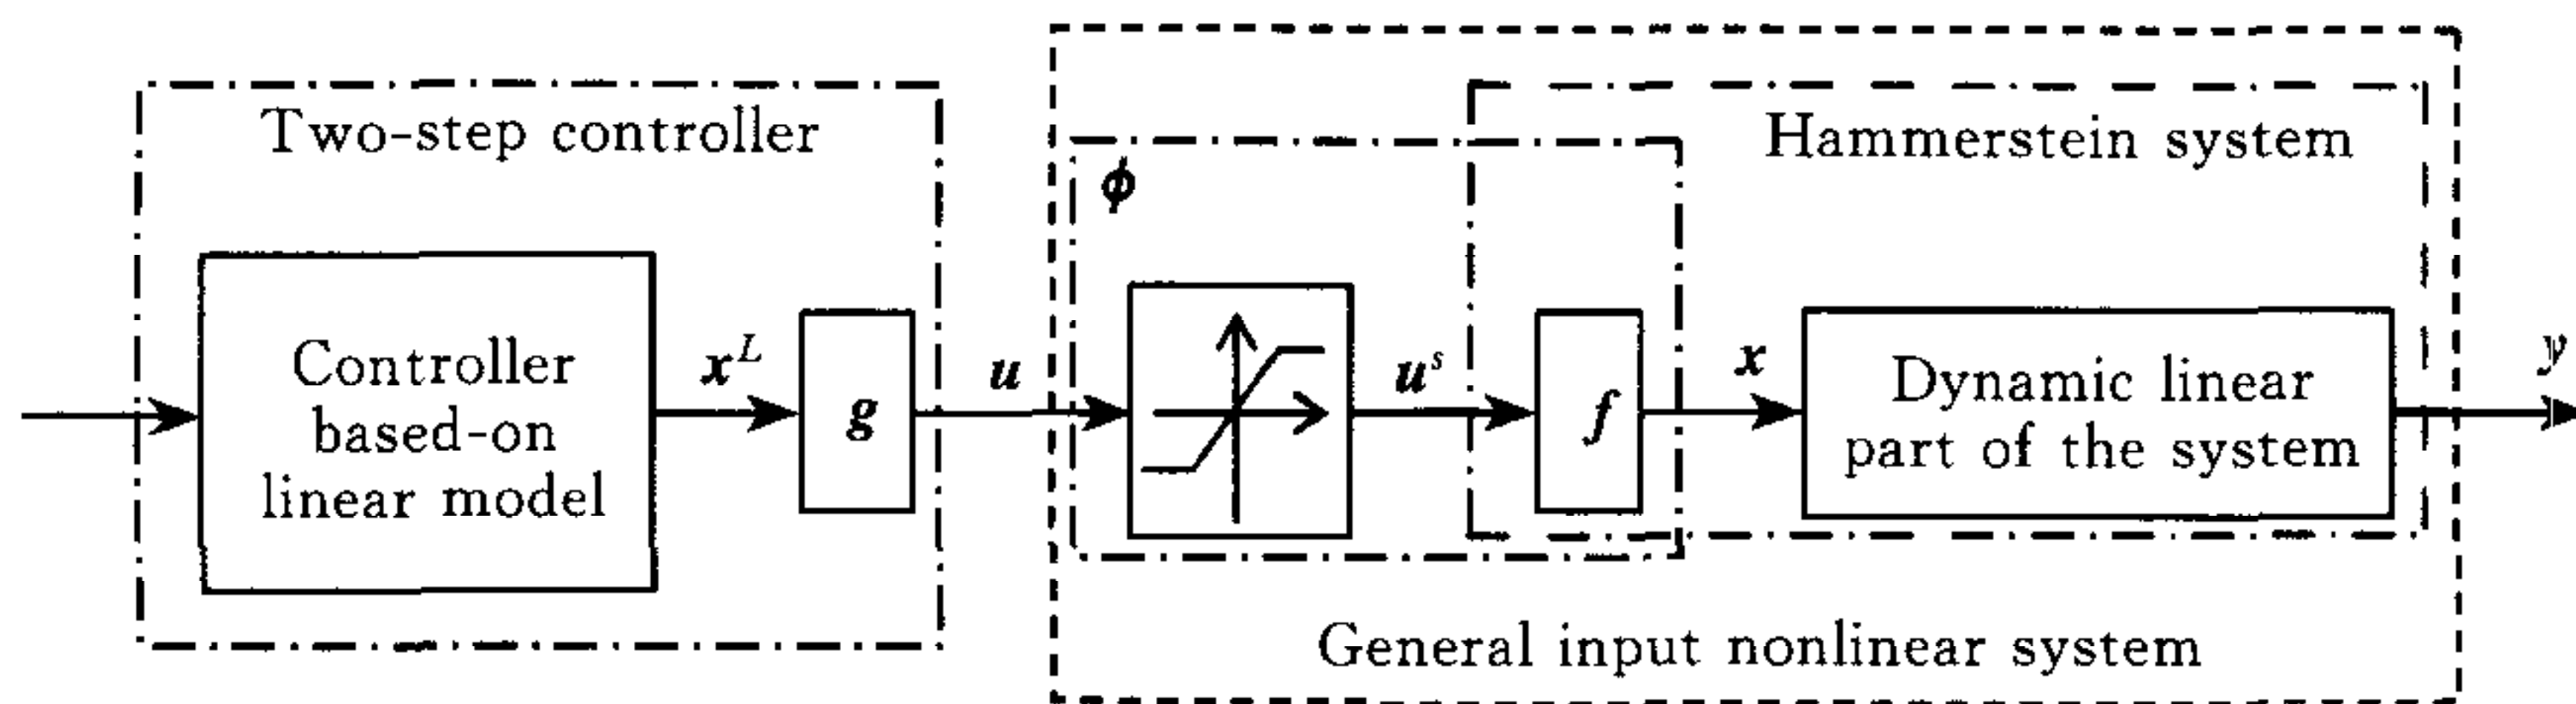 Two-step controller
Controller
based-on
linear model
x^L
g
u
ϕ
u^s
f
Hammerstein system
x
Dynamic linear
part of the system
y
General input nonlinear system